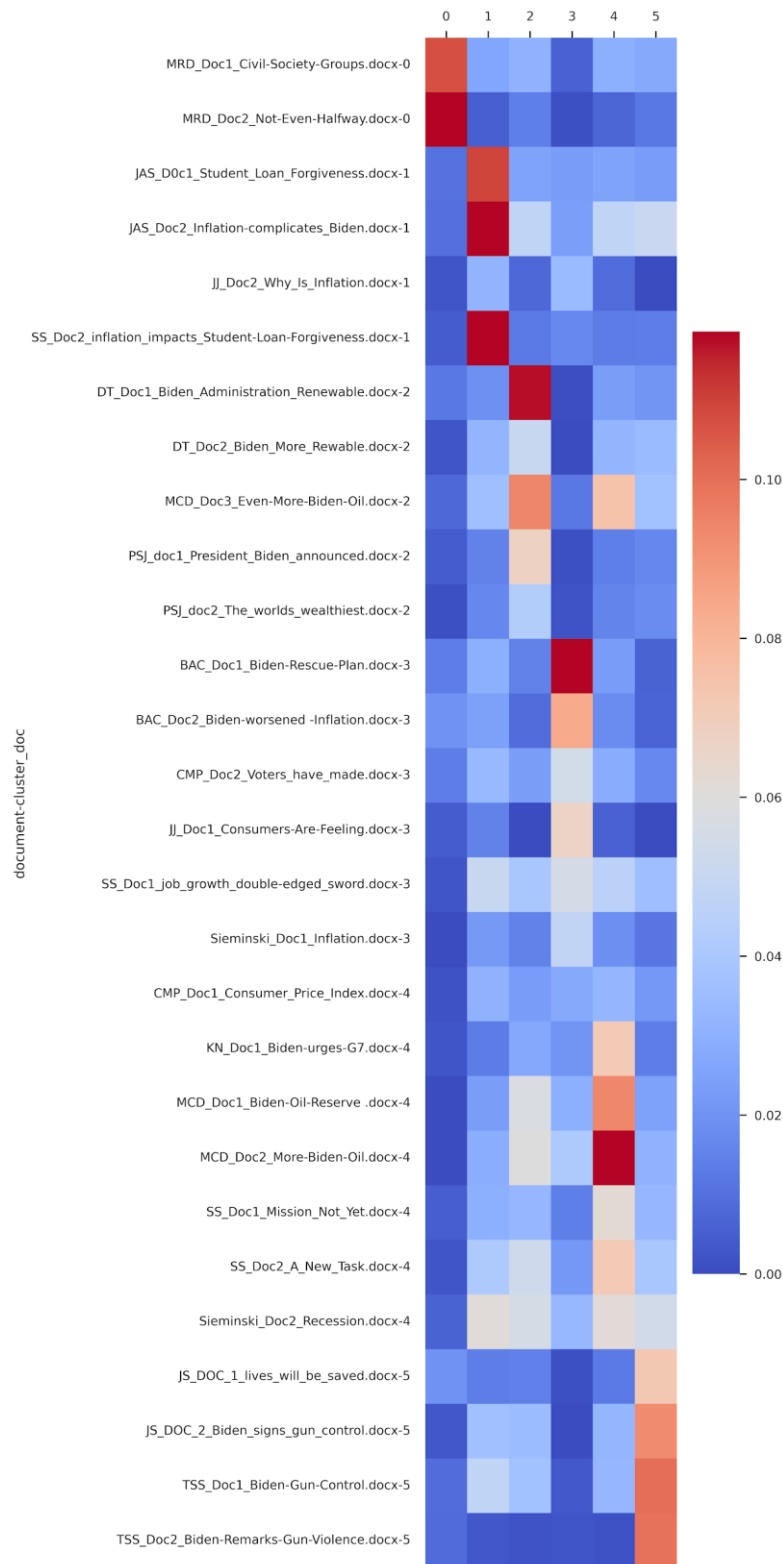 0 1 2 3 4 5
MRD_Doc1_Civil-Society-Groups.docx-0
MRD_Doc2_Not-Even-Halfway.docx-0
JAS_D0c1_Student_Loan_Forgiveness.docx-1
JAS_Doc2_Inflation-complicates_Biden.docx-1
JJ_Doc2_Why_Is_Inflation.docx-1
SS_Doc2_inflation_impacts_Student-Loan-Forgiveness.docx-1
DT_Doc1_Biden_Administration_Renewable.docx-2
DT_Doc2_Biden_More_Rewable.docx-2
MCD_Doc3_Even-More-Biden-Oil.docx-2
PSJ_doc1_President_Biden_announced.docx-2
PSJ_doc2_The_worlds_wealthiest.docx-2
BAC_Doc1_Biden-Rescue-Plan.docx-3
BAC_Doc2_Biden-worsened -Inflation.docx-3
CMP_Doc2_Voters_have_made.docx-3
JJ_Doc1_Consumers-Are-Feeling.docx-3
SS_Doc1_job_growth_double-edged_sword.docx-3
Sieminski_Doc1_Inflation.docx-3
CMP_Doc1_Consumer_Price_Index.docx-4
KN_Doc1_Biden-urges-G7.docx-4
MCD_Doc1_Biden-Oil-Reserve .docx-4
MCD_Doc2_More-Biden-Oil.docx-4
SS_Doc1_Mission_Not_Yet.docx-4
SS_Doc2_A_New_Task.docx-4
Sieminski_Doc2_Recession.docx-4
JS_DOC_1_lives_will_be_saved.docx-5
JS_DOC_2_Biden_signs_gun_control.docx-5
TSS_Doc1_Biden-Gun-Control.docx-5
TSS_Doc2_Biden-Remarks-Gun-Violence.docx-5
document-cluster_doc
0.10
0.08
0.06
0.04
0.02
0.00